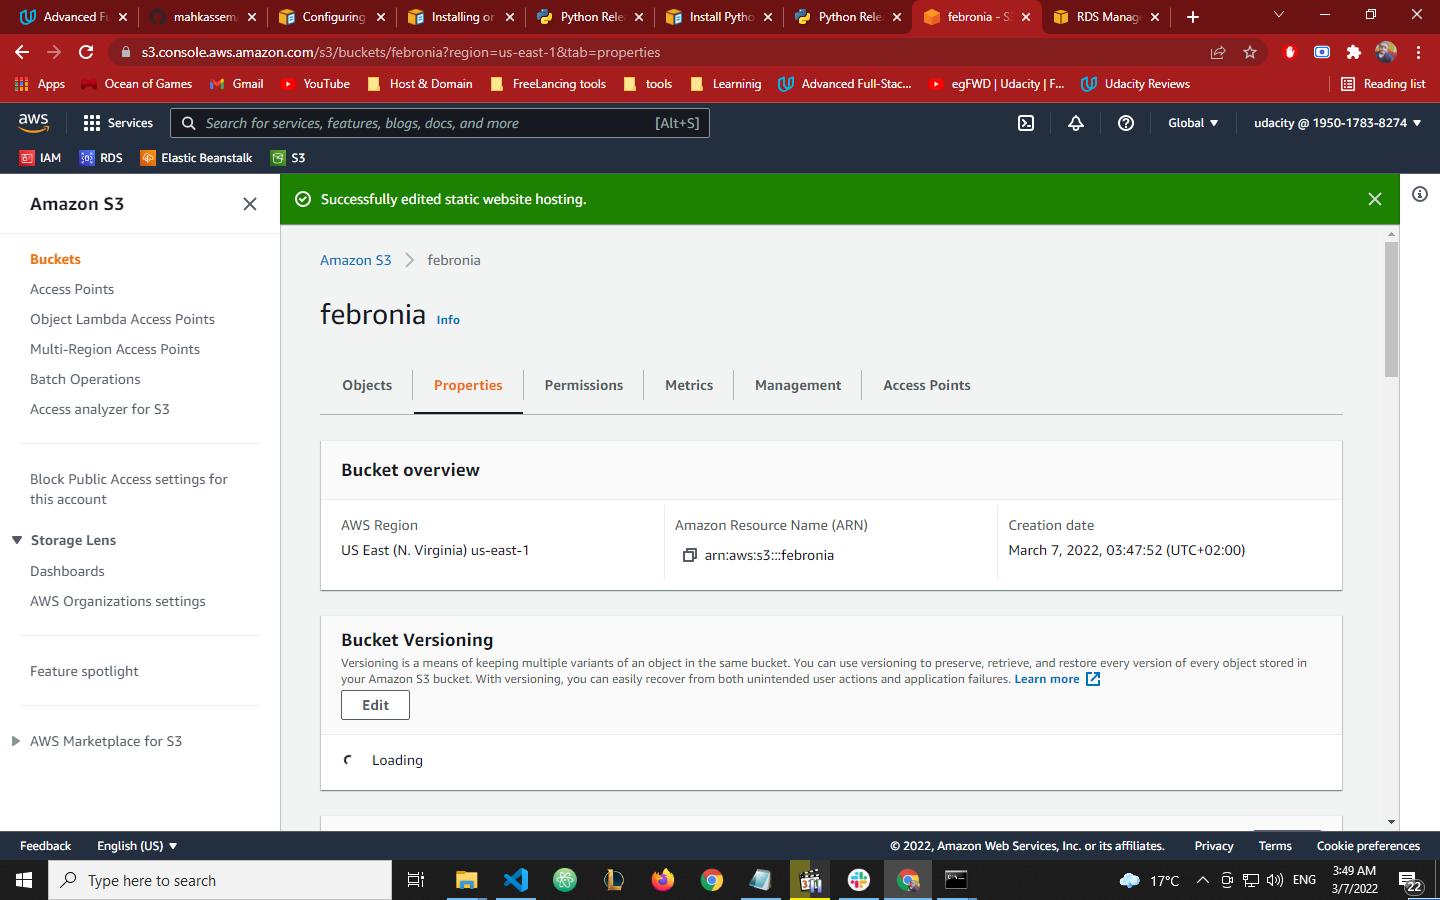 Advanced Fu
mahkassem/
Configuring
Installing or
Python Rele
Install Pytho
Python Rele
febronia - S3
RDS Manag
s3.console.aws.amazon.com/s3/buckets/febronia?region=us-east-1&tab=properties
Apps
Ocean of Games
Gmail
YouTube
Host & Domain
FreeLancing tools
tools
Learninig
Advanced Full-Stac...
egFWD | Udacity | F...
Udacity Reviews
Reading list
aws
Services
Search for services, features, blogs, docs, and more
[Alt+S]
Global
udacity @ 1950-1783-8274
IAM
RDS
Elastic Beanstalk
S3
Amazon S3
Buckets
Access Points
Object Lambda Access Points
Multi-Region Access Points
Batch Operations
Access analyzer for S3
Block Public Access settings for
this account
Storage Lens
Dashboards
AWS Organizations settings
Feature spotlight
AWS Marketplace for S3
Successfully edited static website hosting.
Amazon S3
febronia
febronia
Info
Objects
Properties
Permissions
Metrics
Management
Access Points
Bucket overview
AWS Region
US East (N. Virginia) us-east-1
Amazon Resource Name (ARN)
arn:aws:s3:::febronia
Creation date
March 7, 2022, 03:47:52 (UTC+02:00)
Bucket Versioning
Versioning is a means of keeping multiple variants of an object in the same bucket. You can use versioning to preserve, retrieve, and restore every version of every object stored in
your Amazon S3 bucket. With versioning, you can easily recover from both unintended user actions and application failures. Learn more
Edit
Loading
Feedback
English (US)
© 2022, Amazon Web Services, Inc. or its affiliates.
Privacy
Terms
Cookie preferences
Type here to search
17°C
ENG
3:49 AM
3/7/2022
22